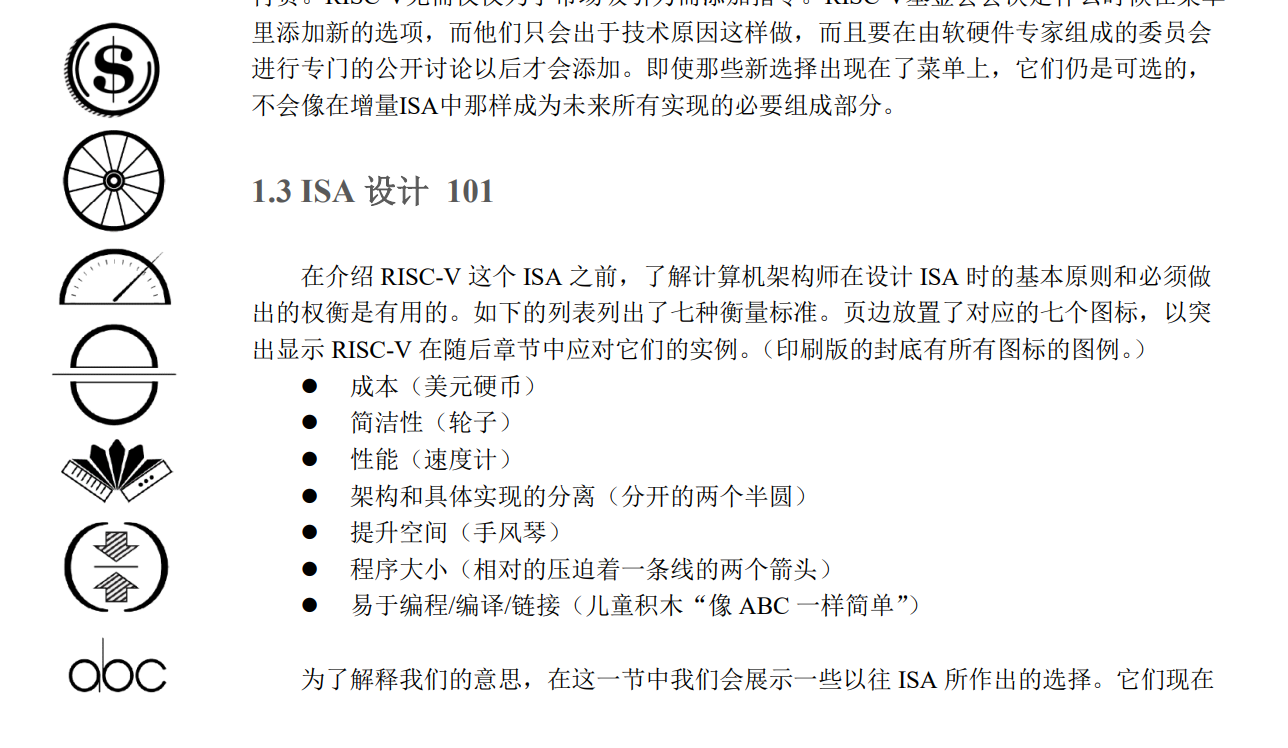 里添加新的选项，而他们只会出于技术原因这样做，而且要在由软硬件专家组成的委员会
进行专门的公开讨论以后才会添加。即使那些新选择出现在了菜单上，它们仍是可选的，
不会像在增量ISA中那样成为未来所有实现的必要组成部分。
1.3 ISA 设计 101
在介绍 RISC-V 这个 ISA 之前，了解计算机架构师在设计 ISA 时的基本原则和必须做
出的权衡是有用的。如下的列表列出了七种衡量标准。页边放置了对应的七个图标，以突
出显示 RISC-V 在随后章节中应对它们的实例。（印刷版的封底有所有图标的图例。）
● 成本（美元硬币）
● 简洁性（轮子）
● 性能（速度计）
● 架构和具体实现的分离（分开的两个半圆）
● 提升空间（手风琴）
● 程序大小（相对的压迫着一条线的两个箭头）
● 易于编程/编译/链接（儿童积木“像 ABC 一样简单”）
为了解释我们的意思，在这一节中我们会展示一些以往 ISA 所作出的选择。它们现在
$
abc